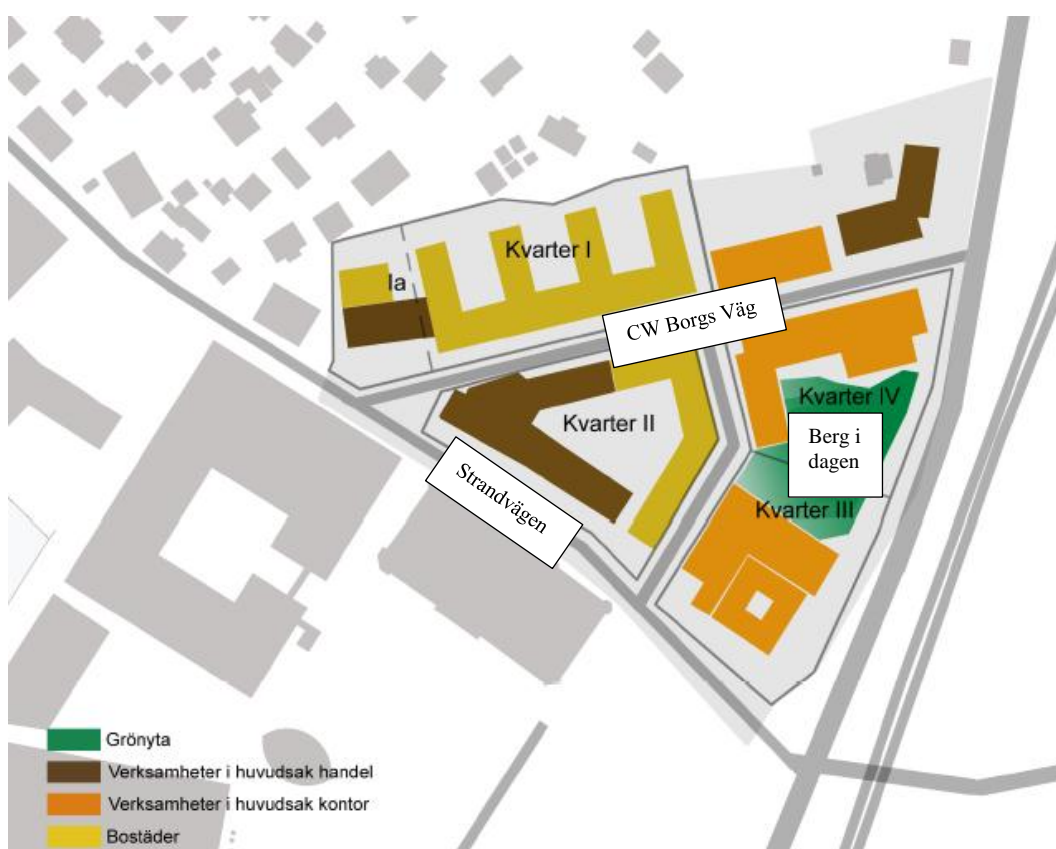 Kvarter I
Ia
CW Borgs Väg
Kvarter II
Kvarter IV
Berg i
dagen
Strandvägen
Kvarter III
Grönyta
Verksamheter i huvudsak handel
Verksamheter i huvudsak kontor
Bostäder